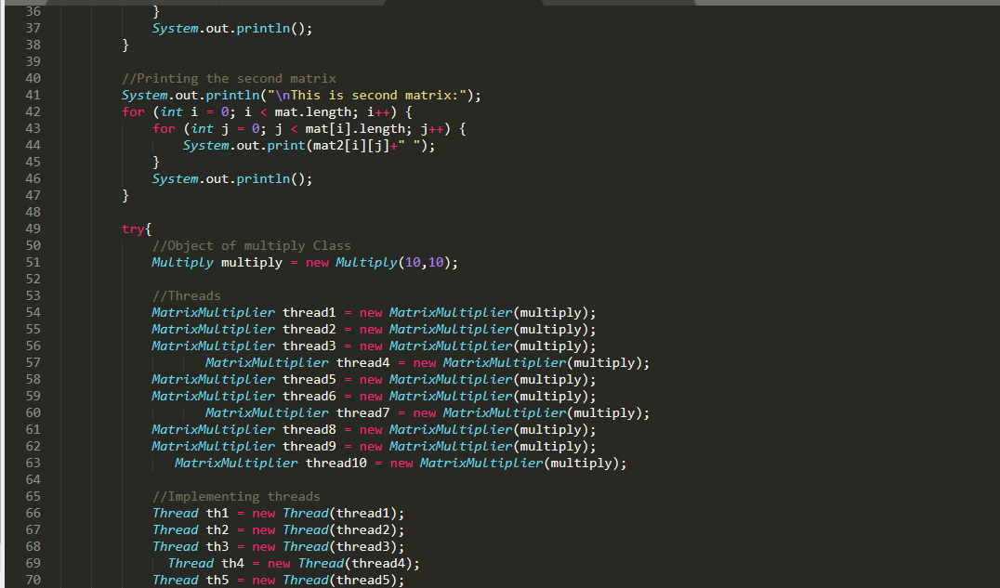 36 }
37 System.out.println();
38 }
39
40 //Printing the second matrix
41 System.out.println("\nThis is second matrix:");
42 for (int i = 0; i < mat.length; i++) {
43 for (int j = 0; j < mat[i].length; j++) {
44 System.out.print(mat2[i][j]+" ");
45 }
46 System.out.println();
47 }
48
49 try{
50 //Object of multiply Class
51 Multiply multiply = new Multiply(10,10);
52
53 //Threads
54 MatrixMultiplier thread1 = new MatrixMultiplier(multiply);
55 MatrixMultiplier thread2 = new MatrixMultiplier(multiply);
56 MatrixMultiplier thread3 = new MatrixMultiplier(multiply);
57 MatrixMultiplier thread4 = new MatrixMultiplier(multiply);
58 MatrixMultiplier thread5 = new MatrixMultiplier(multiply);
59 MatrixMultiplier thread6 = new MatrixMultiplier(multiply);
60 MatrixMultiplier thread7 = new MatrixMultiplier(multiply);
61 MatrixMultiplier thread8 = new MatrixMultiplier(multiply);
62 MatrixMultiplier thread9 = new MatrixMultiplier(multiply);
63 MatrixMultiplier thread10 = new MatrixMultiplier(multiply);
64
65 //Implementing threads
66 Thread th1 = new Thread(thread1);
67 Thread th2 = new Thread(thread2);
68 Thread th3 = new Thread(thread3);
69 Thread th4 = new Thread(thread4);
70 Thread th5 = new Thread(thread5);